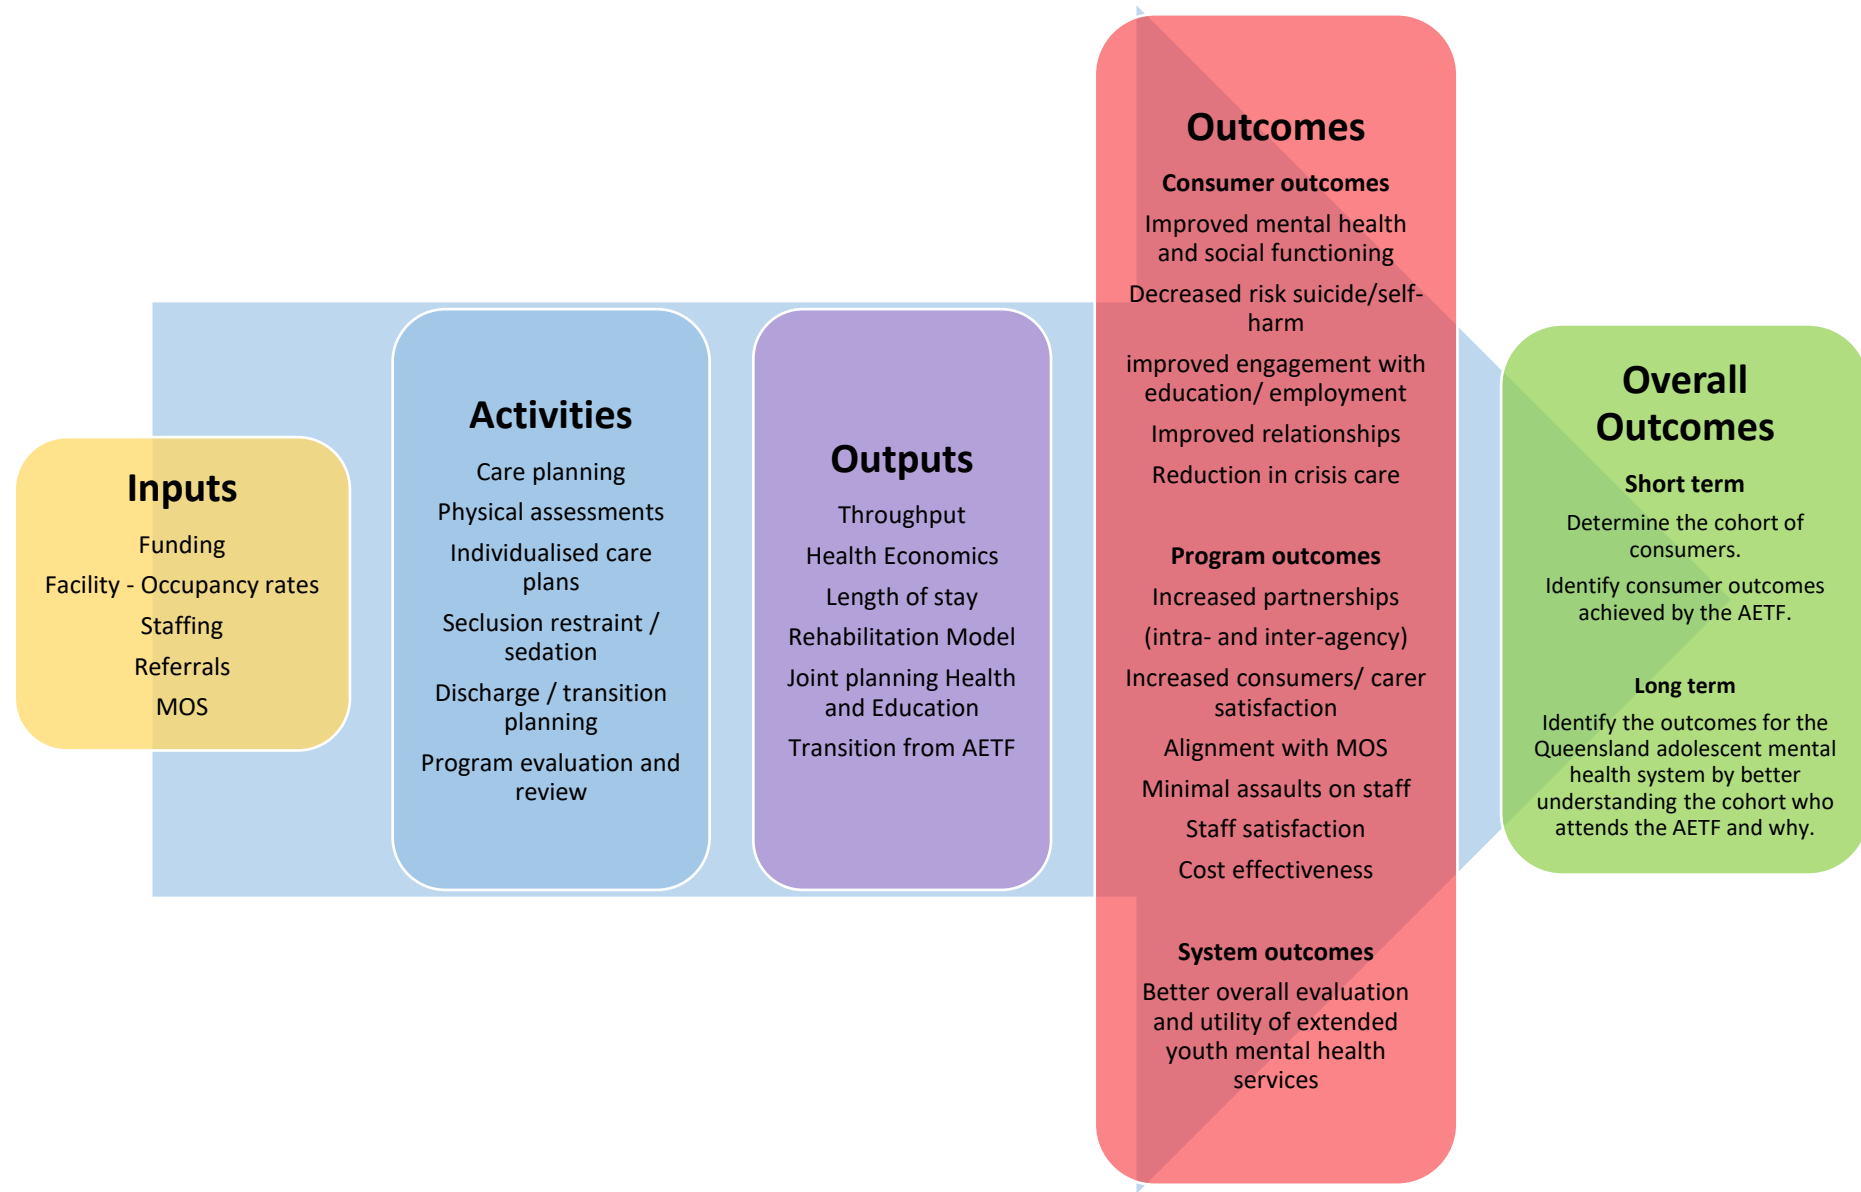 Inputs
Funding
Facility - Occupancy rates
Staffing
Referrals
MOS
Activities
Care planning
Physical assessments
Individualised care
plans
Seclusion restraint /
sedation
Discharge / transition
planning
Program evaluation and
review
Outputs
Throughput
Health Economics
Length of stay
Rehabilitation Model
Joint planning Health
and Education
Transition from AETF
Outcomes
Consumer outcomes
Improved mental health
and social functioning
Decreased risk suicide/self-
harm
improved engagement with
education/ employment
Improved relationships
Reduction in crisis care
Program outcomes
Increased partnerships
(intra- and inter-agency)
Increased consumers/ carer
satisfaction
Alignment with MOS
Minimal assaults on staff
Staff satisfaction
Cost effectiveness
System outcomes
Better overall evaluation
and utility of extended
youth mental health
services
Overall
Outcomes
Short term
Determine the cohort of
consumers.
Identify consumer outcomes
achieved by the AETF.
Long term
Identify the outcomes for the
Queensland adolescent mental
health system by better
understanding the cohort who
attends the AETF and why.